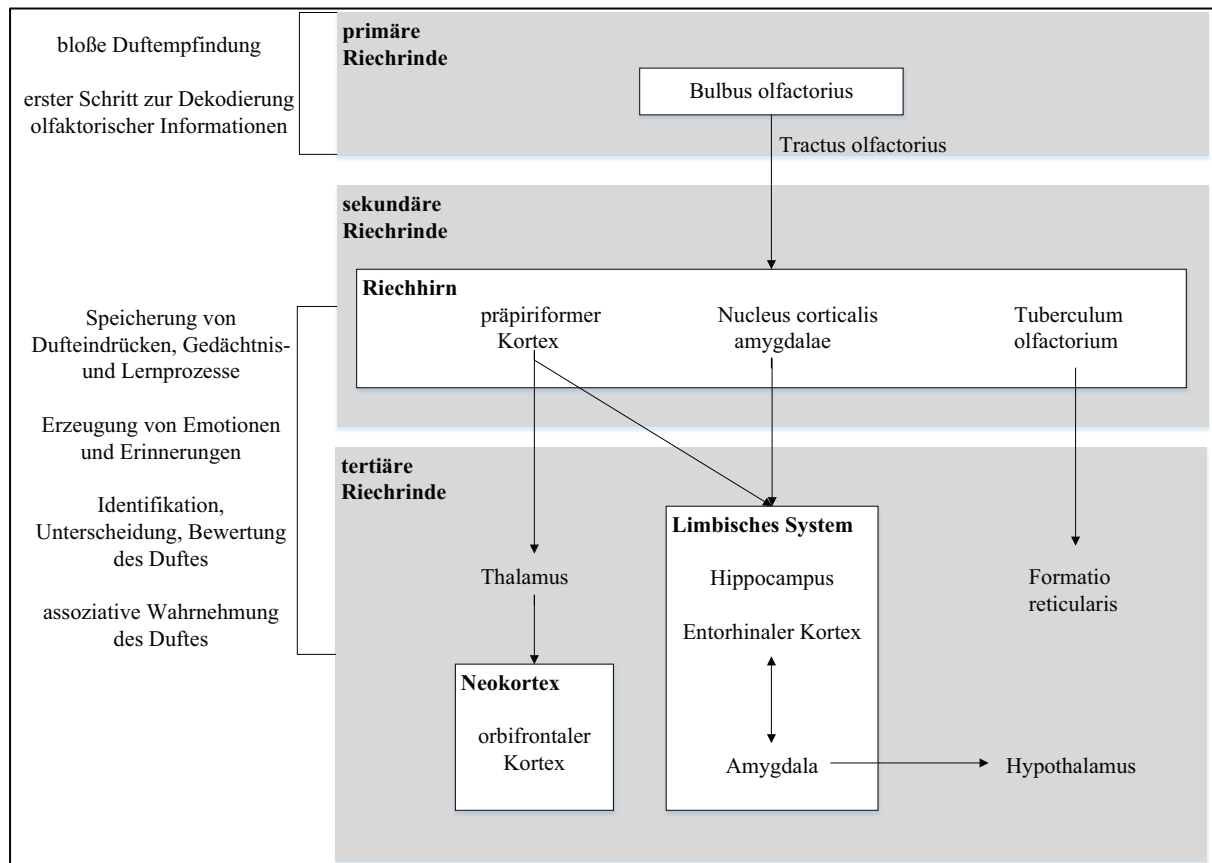 bloße Duftempfindung
erster Schritt zur Dekodierung
olfaktorischer Informationen
primäre
Riechrinde
Bulbus olfactorius
Tractus olfactorius
sekundäre
Riechrinde
Riechhirn
präpiriformer
Kortex
Nucleus corticalis
amygdalae
Tuberculum
olfactorium
Speicherung von
Dufteindrücken, Gedächtnis-
und Lernprozesse
Erzeugung von Emotionen
und Erinnerungen
Identifikation,
Unterscheidung, Bewertung
des Duftes
assoziative Wahrnehmung
des Duftes
tertiäre
Riechrinde
Thalamus
Neokortex
orbifrontaler
Kortex
Limbisches System
Hippocampus
Entorhinaler Kortex
Amygdala
Formatio
reticularis
Hypothalamus